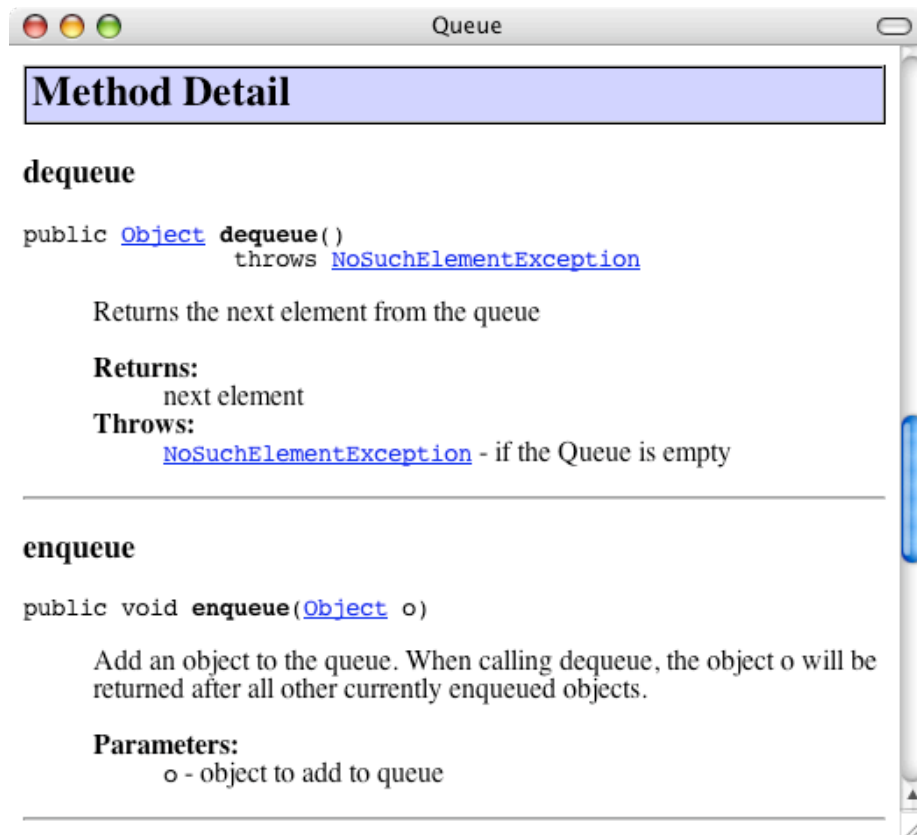 Queue
Method Detail
dequeue
public Object dequeue()
throws NoSuchElementException
Returns the next element from the queue
Returns:
next element
Throws:
NoSuchElementException - if the Queue is empty
enqueue
public void enqueue(Object o)
Add an object to the queue. When calling dequeue, the object o will be
returned after all other currently enqueued objects.
Parameters:
o - object to add to queue